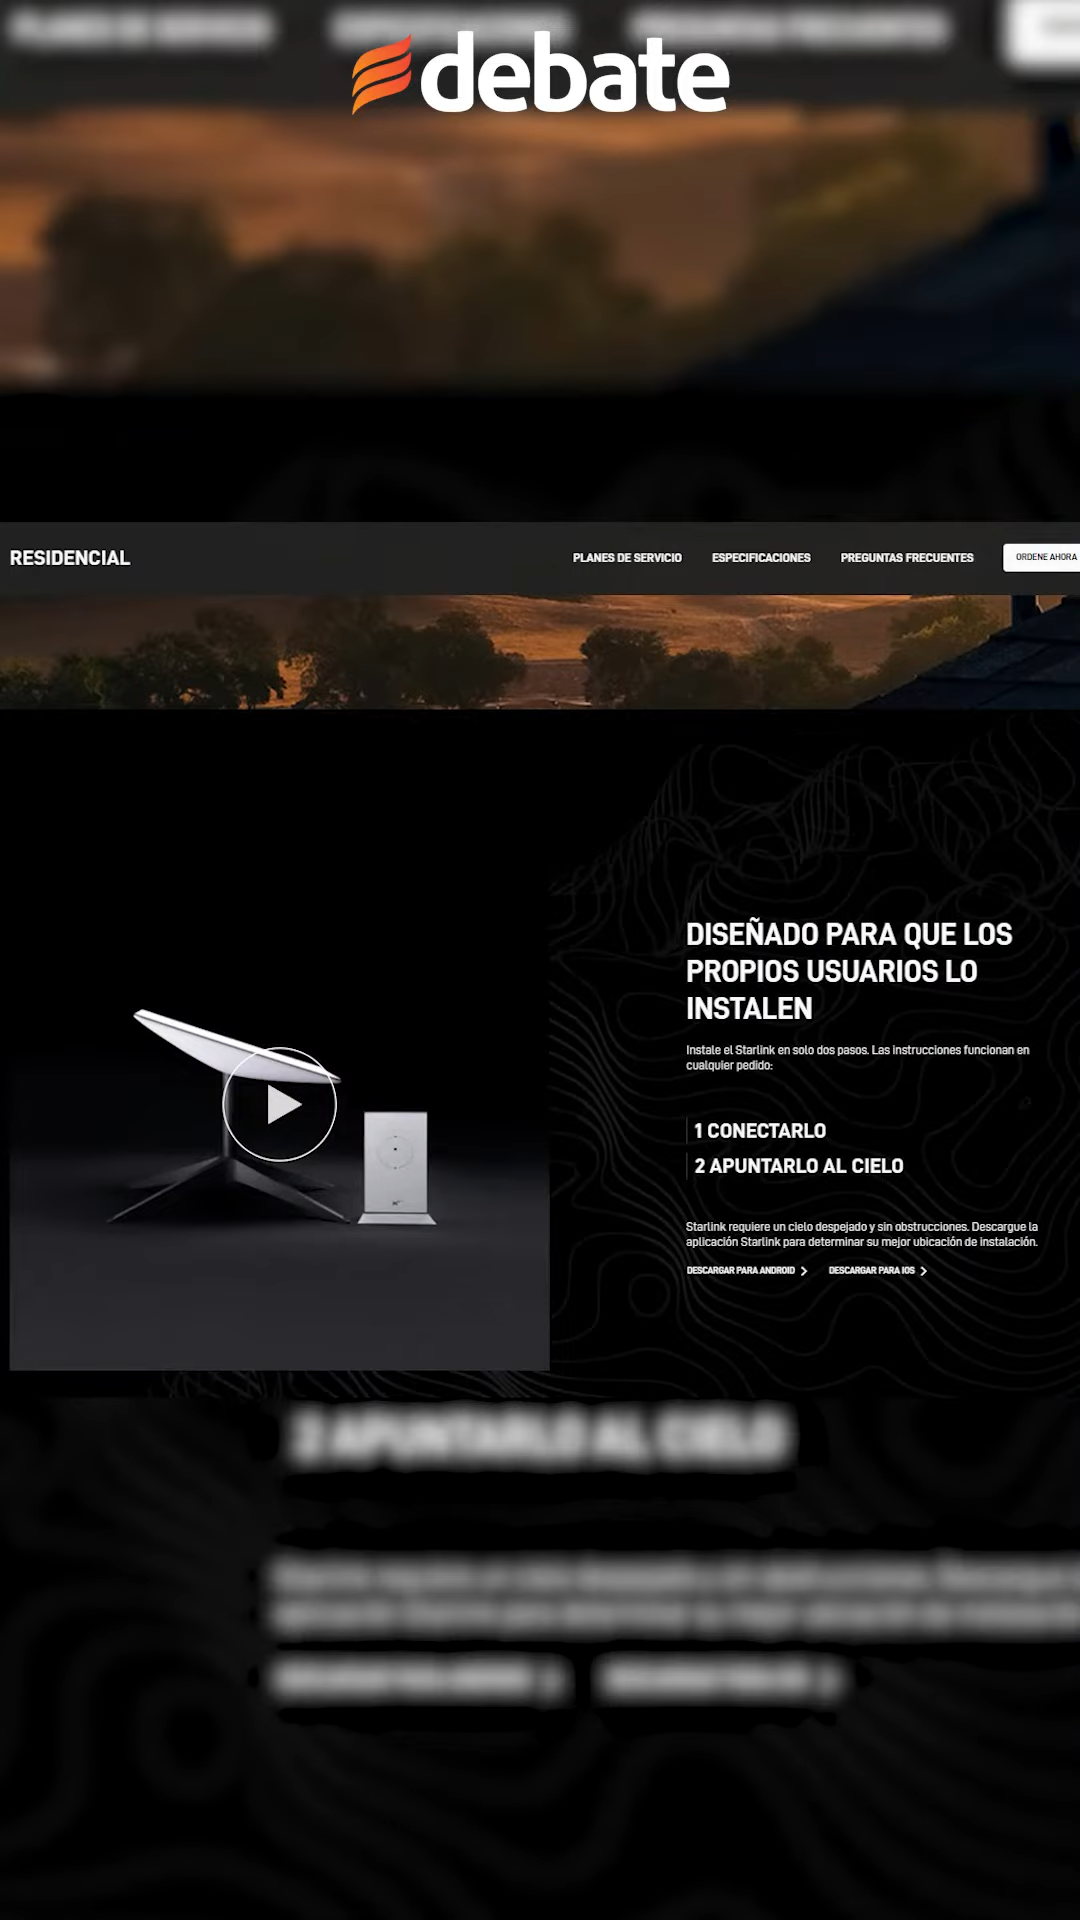 debate
RESIDENCIAL
PLANES DE SERVICIO
ESPECIFICACIONES
PREGUNTAS FRECUENTES
ORDENE AHORA
DISEÑADO PARA QUE LOS
PROPIOS USUARIOS LO
INSTALEN
Instale el Starlink en solo dos pasos. Las instrucciones funcionan en
cualquier pedido:
1 CONECTARLO
2 APUNTARLO AL CIELO
Starlink requiere un cielo despejado y sin obstrucciones. Descargue la
aplicación Starlink para determinar su mejor ubicación de instalación.
DESCARGAR PARA ANDROID
DESCARGAR PARA IOS
2 APUNTARLO AL CIELO